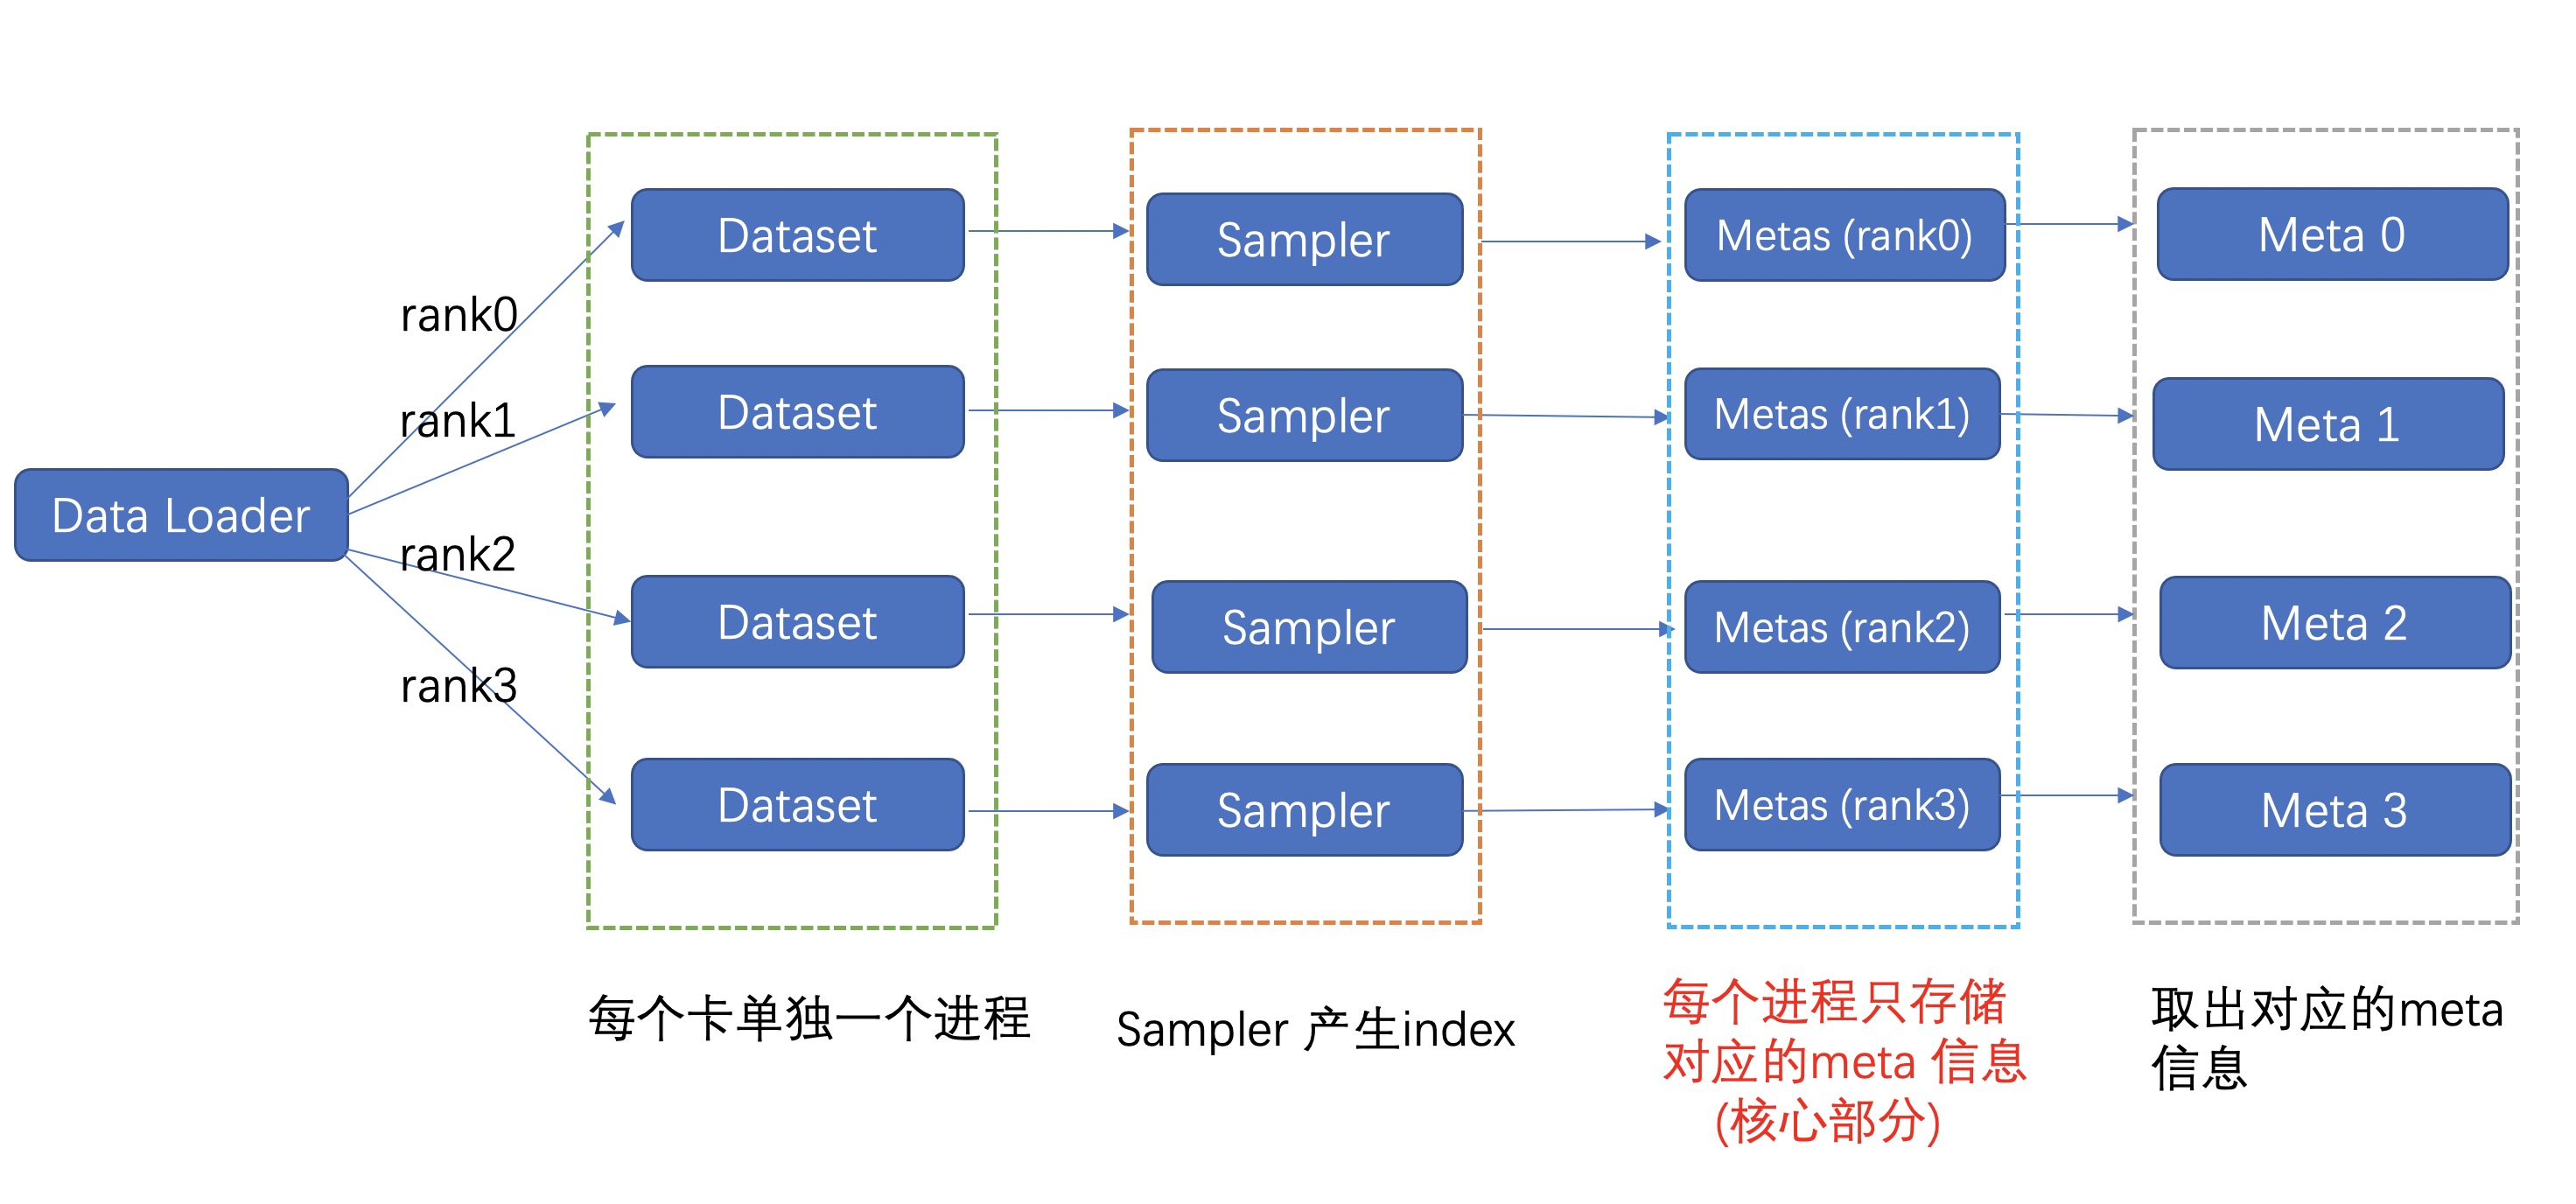 Data Loader
rank0
rank1
rank2
rank3
Dataset
Dataset
Dataset
Dataset
每个卡单独一个进程
Sampler
Sampler
Sampler
Sampler
Sampler 产生index
Metas (rank0)
Metas (rank1)
Metas (rank2)
Metas (rank3)
每个进程只存储
对应的meta 信息
(核心部分)
Meta 0
Meta 1
Meta 2
Meta 3
取出对应的meta
信息